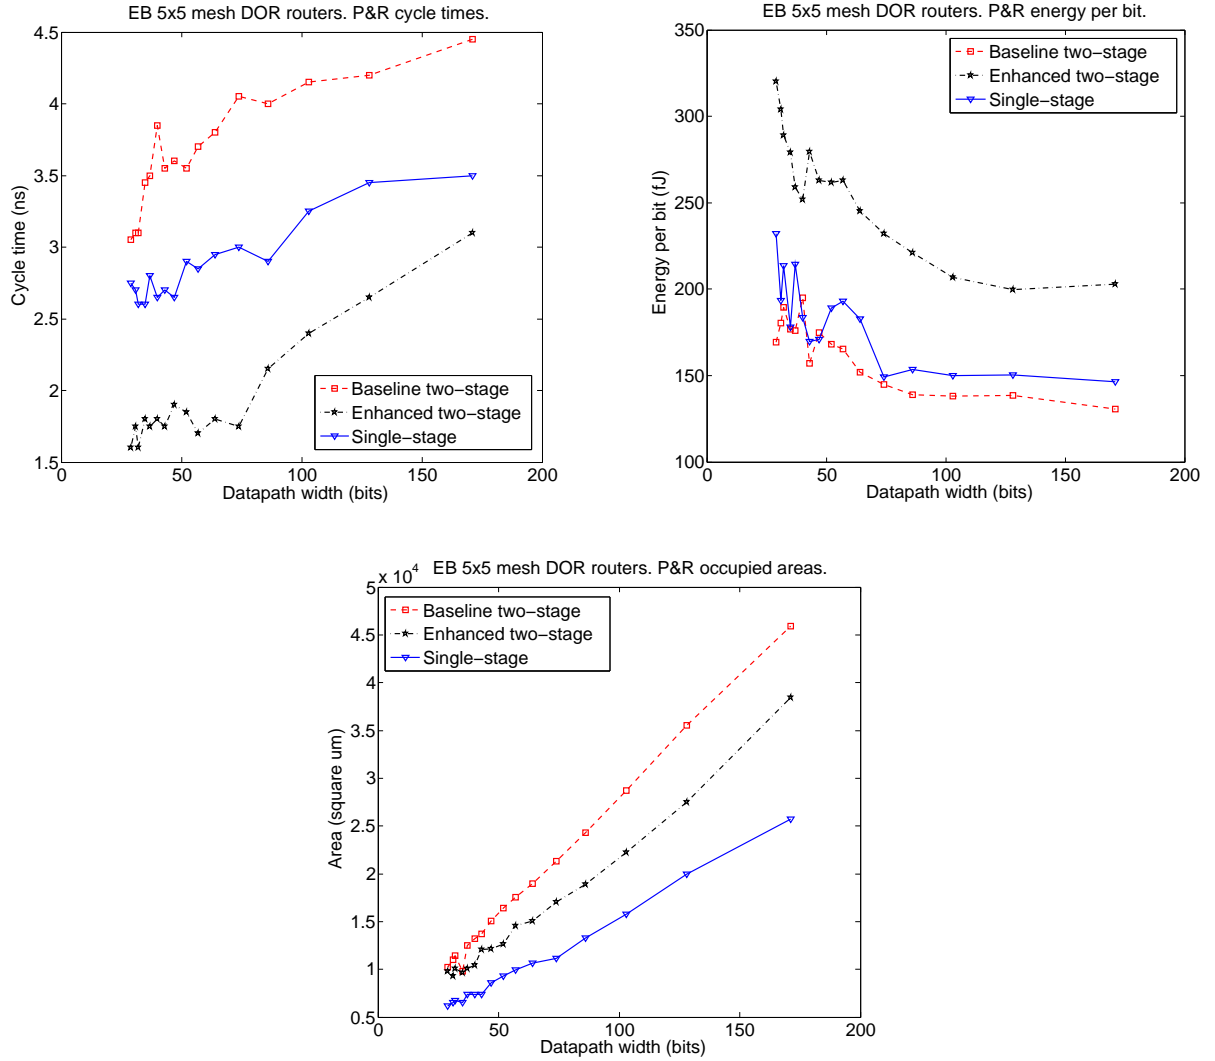 EB 5x5 mesh DOR routers. P&R cycle times.
4.5
4
3.5
3
2.5
2
1.5
0
50
100
150
200
Cycle time (ns)
Datapath width (bits)
Baseline two−stage
Enhanced two−stage
Single−stage
EB 5x5 mesh DOR routers. P&R energy per bit.
350
300
250
200
150
100
0
50
100
150
200
Energy per bit (fJ)
Datapath width (bits)
Baseline two−stage
Enhanced two−stage
Single−stage
EB 5x5 mesh DOR routers. P&R occupied areas.
x 10^4
5
4.5
4
3.5
3
2.5
2
1.5
1
0.5
0
50
100
150
200
Area (square um)
Datapath width (bits)
Baseline two−stage
Enhanced two−stage
Single−stage